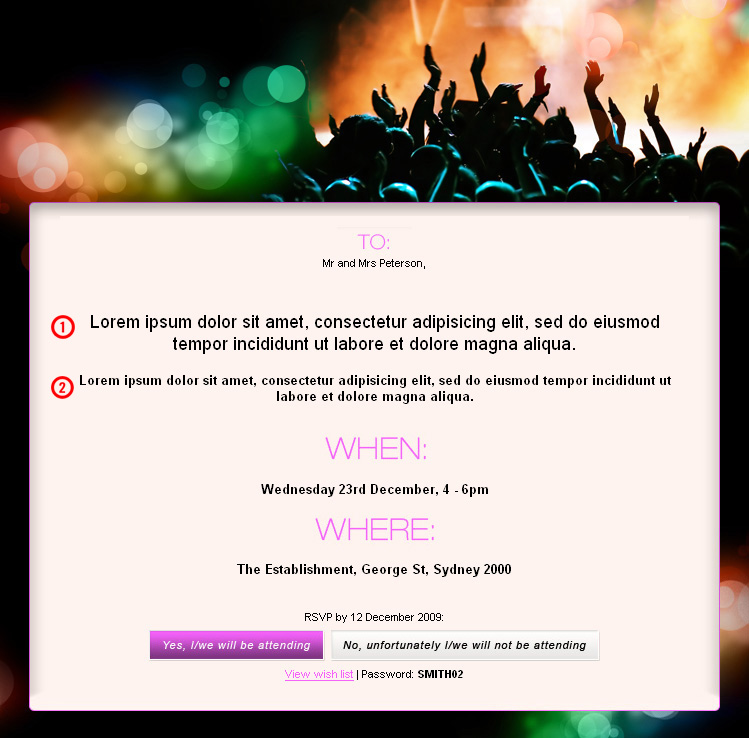 TO:
Mr and Mrs Peterson,
1 Lorem ipsum dolor sit amet, consectetur adipisicing elit, sed do eiusmod
tempor incididunt ut labore et dolore magna aliqua.
2 Lorem ipsum dolor sit amet, consectetur adipisicing elit, sed do eiusmod tempor incididunt ut
labore et dolore magna aliqua.
WHEN:
Wednesday 23rd December, 4 - 6pm
WHERE:
The Establishment, George St, Sydney 2000
RSVP by 12 December 2009:
Yes, I/we will be attending No, unfortunately I/we will not be attending
View wish list | Password: SMITH02